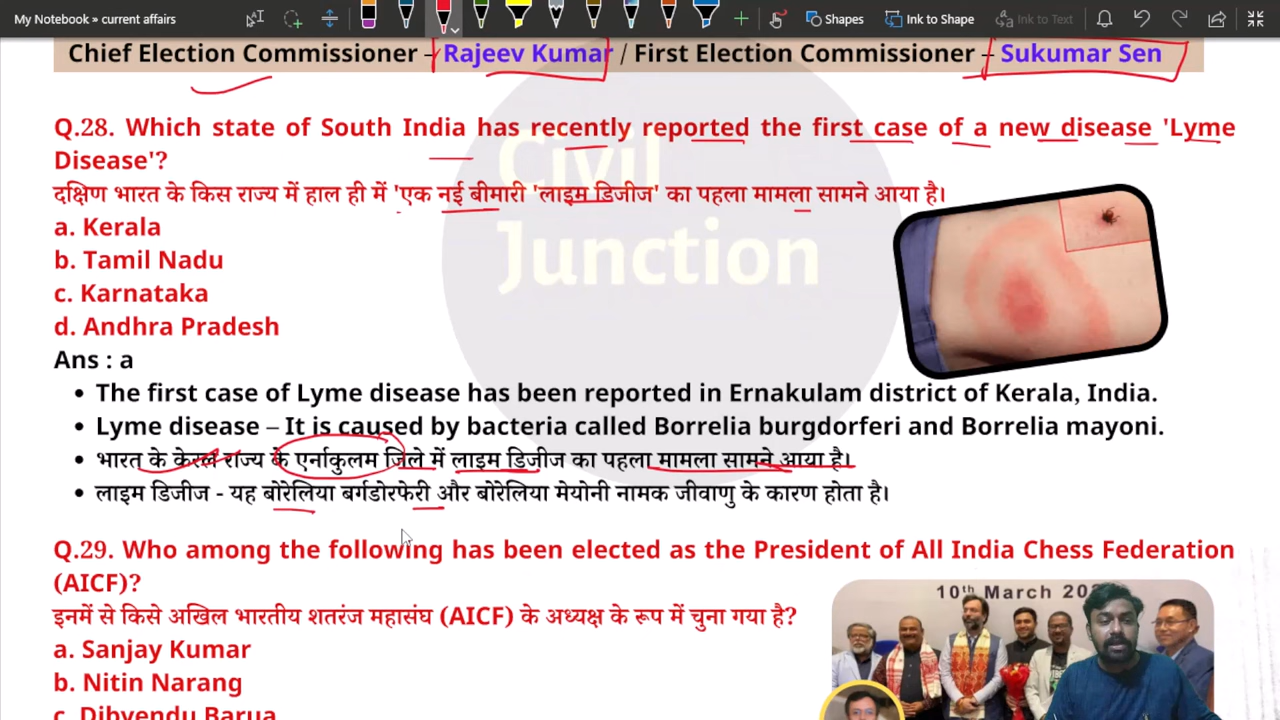 My Notebook » current affairs
Shapes
Ink to Shape
Ink to Text
Chief Election Commissioner – Rajeev Kumar / First Election Commissioner – Sukumar Sen
Civil
Junction
Q.28. Which state of South India has recently reported the first case of a new disease 'Lyme
Disease'?
दक्षिण भारत के किस राज्य में हाल ही में 'एक नई बीमारी 'लाइम डिजीज' का पहला मामला सामने आया है।
a. Kerala
b. Tamil Nadu
c. Karnataka
d. Andhra Pradesh
Ans : a
• The first case of Lyme disease has been reported in Ernakulam district of Kerala, India.
• Lyme disease – It is caused by bacteria called Borrelia burgdorferi and Borrelia mayoni.
• भारत के केरल राज्य के एर्नाकुलम जिले में लाइम डिजीज का पहला मामला सामने आया है।
• लाइम डिजीज - यह बोरेलिया बर्गडोरफेरी और बोरेलिया मेयोनी नामक जीवाणु के कारण होता है।
Q.29. Who among the following has been elected as the President of All India Chess Federation
(AICF)?
इनमें से किसे अखिल भारतीय शतरंज महासंघ (AICF) के अध्यक्ष के रूप में चुना गया है?
10th March
a. Sanjay Kumar
b. Nitin Narang
c. Dibyendu Barua